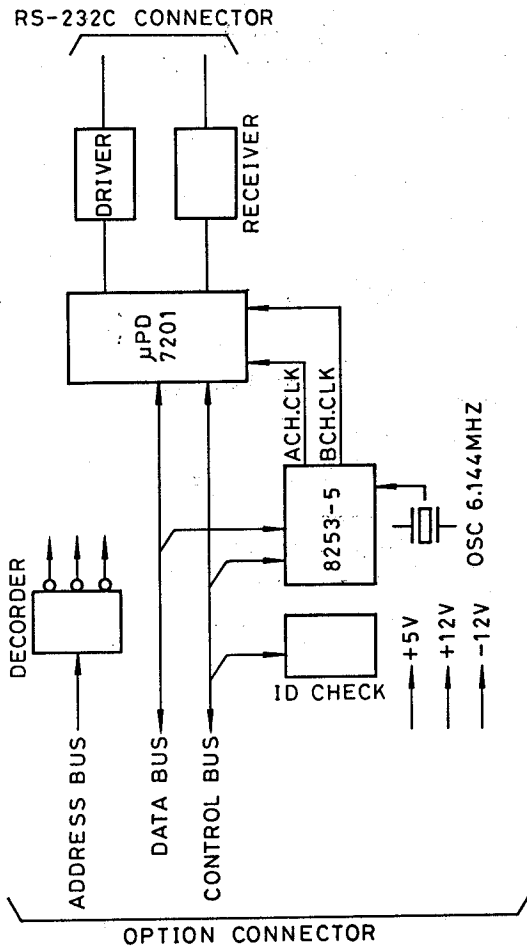 RS-232C CONNECTOR
DRIVER
RECEIVER
µPD
7201
ACH.CLK
BCH.CLK
8253-5
OSC 6.144MHZ
DECORDER
ID CHECK
+5V
+12V
-12V
ADDRESS BUS
DATA BUS
CONTROL BUS
OPTION CONNECTOR